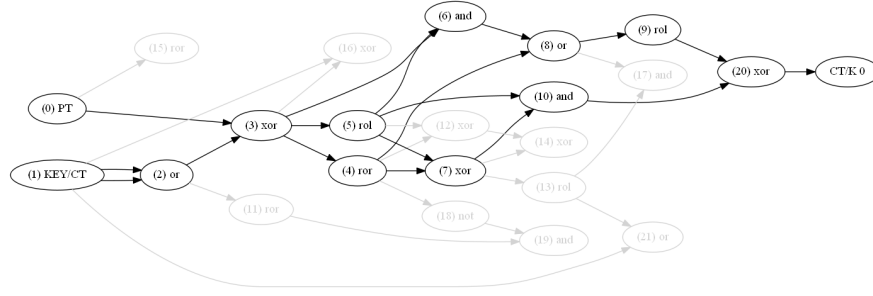 (6) and
(9) rol
(15) ror
(16) xor
(8) or
(17) and
(20) xor
CT/K 0
(0) PT
(10) and
(3) xor
(5) rol
(12) xor
(14) xor
(1) KEY/CT
(2) or
(4) ror
(7) xor
(13) rol
(11) ror
(18) not
(19) and
(21) or